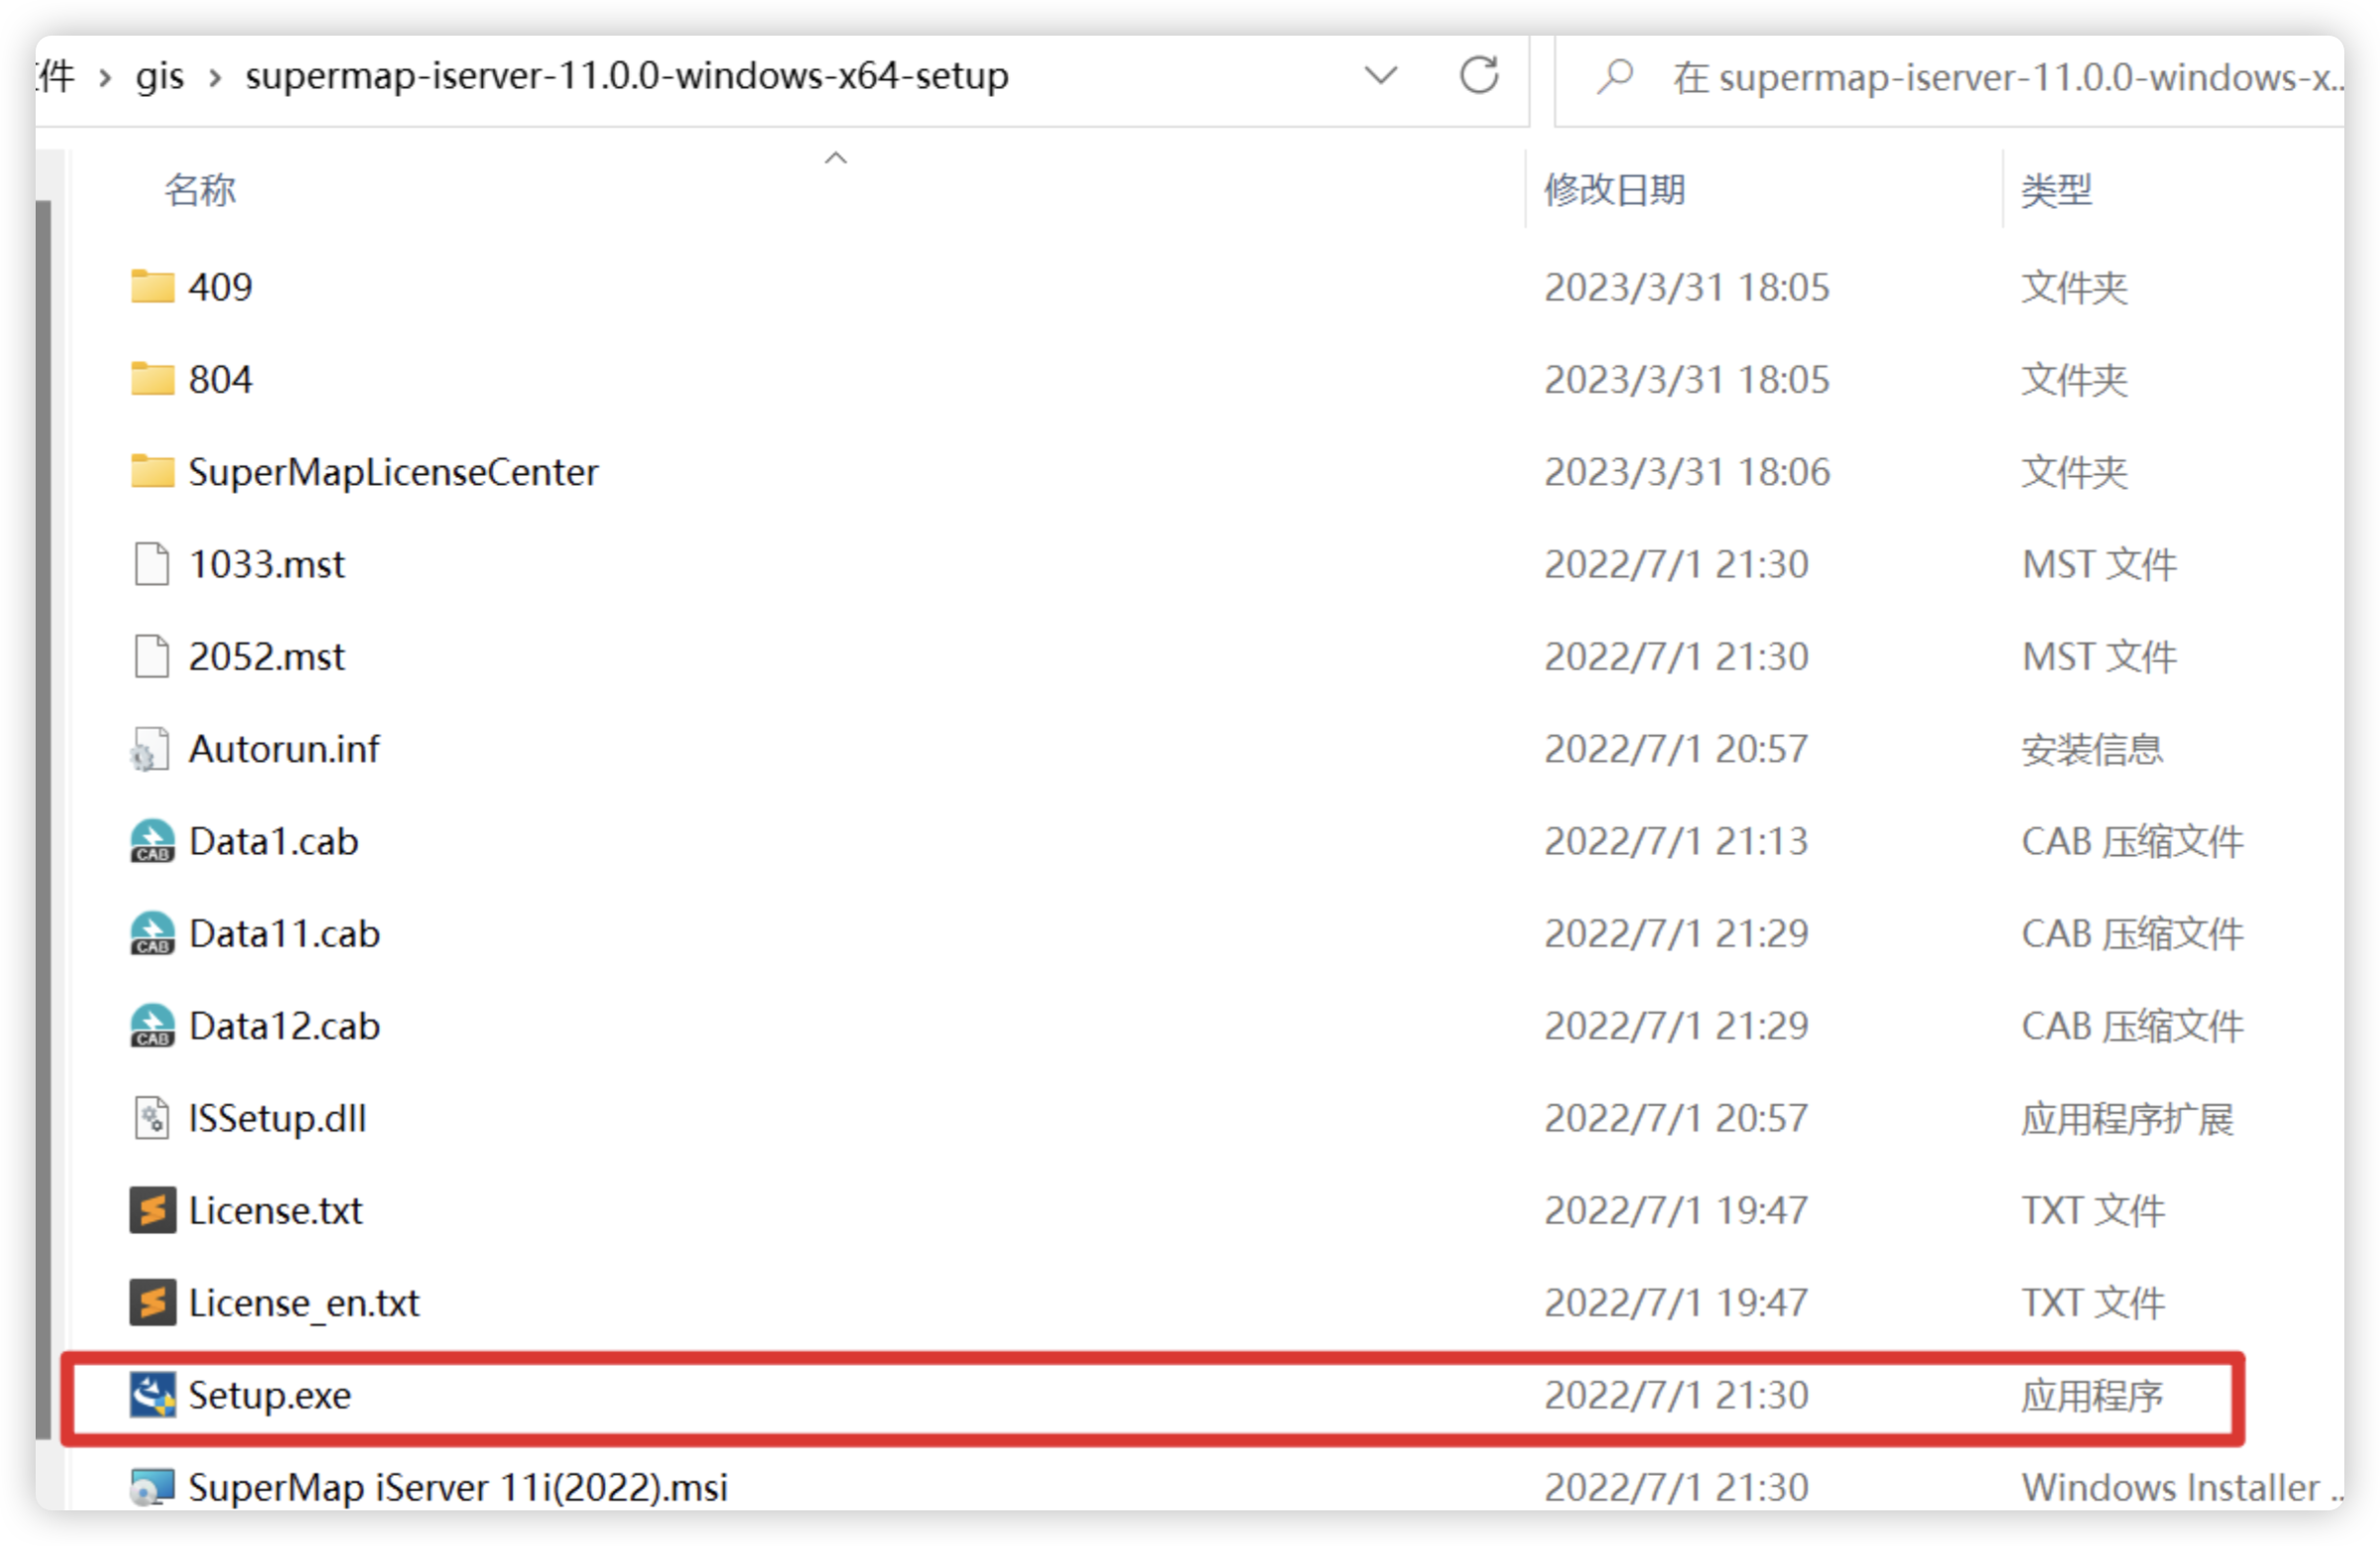 件 › gis › supermap-iserver-11.0.0-windows-x64-setup 在 supermap-iserver-11.0.0-windows-x...
名称 修改日期 类型
409 2023/3/31 18:05 文件夹
804 2023/3/31 18:05 文件夹
SuperMapLicenseCenter 2023/3/31 18:06 文件夹
1033.mst 2022/7/1 21:30 MST 文件
2052.mst 2022/7/1 21:30 MST 文件
Autorun.inf 2022/7/1 20:57 安装信息
CAB Data1.cab 2022/7/1 21:13 CAB 压缩文件
CAB Data11.cab 2022/7/1 21:29 CAB 压缩文件
CAB Data12.cab 2022/7/1 21:29 CAB 压缩文件
ISSetup.dll 2022/7/1 20:57 应用程序扩展
License.txt 2022/7/1 19:47 TXT 文件
License_en.txt 2022/7/1 19:47 TXT 文件
Setup.exe 2022/7/1 21:30 应用程序
SuperMap iServer 11i(2022).msi 2022/7/1 21:30 Windows Installer ...